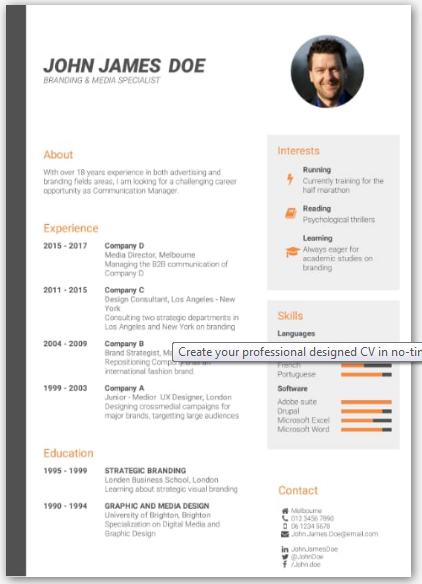 JOHN JAMES DOE
BRANDING & MEDIA SPECIALIST
About
With over 18 years experience in both advertising and
branding fields areas, I am looking for a challenging career
opportunity as Communication Manager.
Experience
2015 - 2017 Company D
Media Director, Melbourne
Managing the B2B communication of
Company D
2011 - 2015 Company C
Design Consultant, Los Angeles - New
York
Consulting two strategic departments in
Los Angeles and New York on branding
2004 - 2009 Company B
Brand Strategist,
Repositioning
international fashion brand
1999 - 2003 Company A
Junior - Medior UX Designer, London
Designing crossmedial campaigns for
major brands, targetting large audiences
Education
1995 - 1999 STRATEGIC BRANDING
London Business School, London
Learning about strategic visual branding
1990 - 1994 GRAPHIC AND MEDIA DESIGN
University of Brighton, Brighton
Specialization on Digital Media and
Graphic Design
Interests
Running
Currently training for the
half marathon
Reading
Psychological thrillers
Learning
Always eager for
academic studies on
branding
Skills
Languages
Create your professional designed CV in no-tim
French
Portuguese
Software
Adobe suite
Drupal
Microsoft Excel
Microsoft Word
Contact
Melbourne
012 3456 7890
06 1234 5678
John.James.Doe@email.com
JohnJamesDoe
@JohnDoe
/John.doe